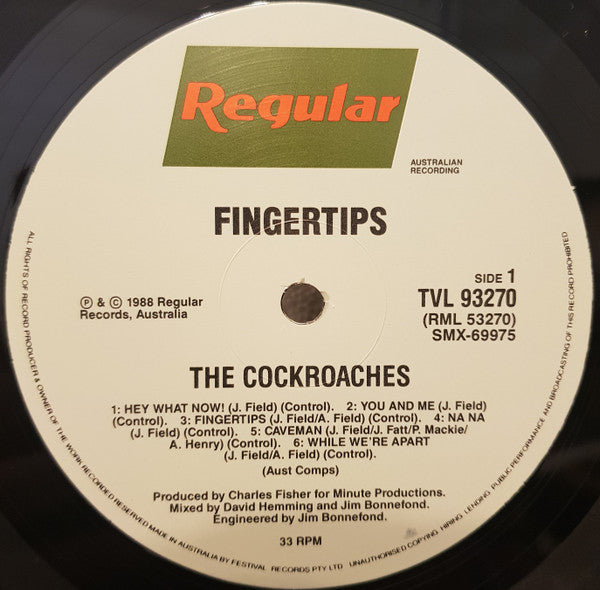 Regular
AUSTRALIAN
RECORDING
FINGERTIPS
℗ & © 1988 Regular
Records, Australia
SIDE 1
TVL 93270
(RML 53270)
SMX-69975
THE COCKROACHES
1: HEY WHAT NOW! (J. Field) (Control). 2: YOU AND ME (J. Field)
(Control). 3: FINGERTIPS (J. Field/A. Field) (Control). 4: NA NA
(J. Field) (Control). 5: CAVEMAN (J. Field/J. Fatt/P. Mackie/
A. Henry) (Control). 6: WHILE WE'RE APART
(J. Field/A. Field) (Control).
(Aust Comps)
Produced by Charles Fisher for Minute Productions.
Mixed by David Hemming and Jim Bonnefond.
Engineered by Jim Bonnefond.
33 RPM
ALL RIGHTS OF RECORD PRODUCER & OWNER OF THE WORK RECORDED RESERVED. MADE IN AUSTRALIA BY FESTIVAL RECORDS PTY LTD UNAUTHORISED COPYING, HIRING, LENDING, PUBLIC PERFORMANCE AND BROADCASTING OF THIS RECORD PROHIBITED